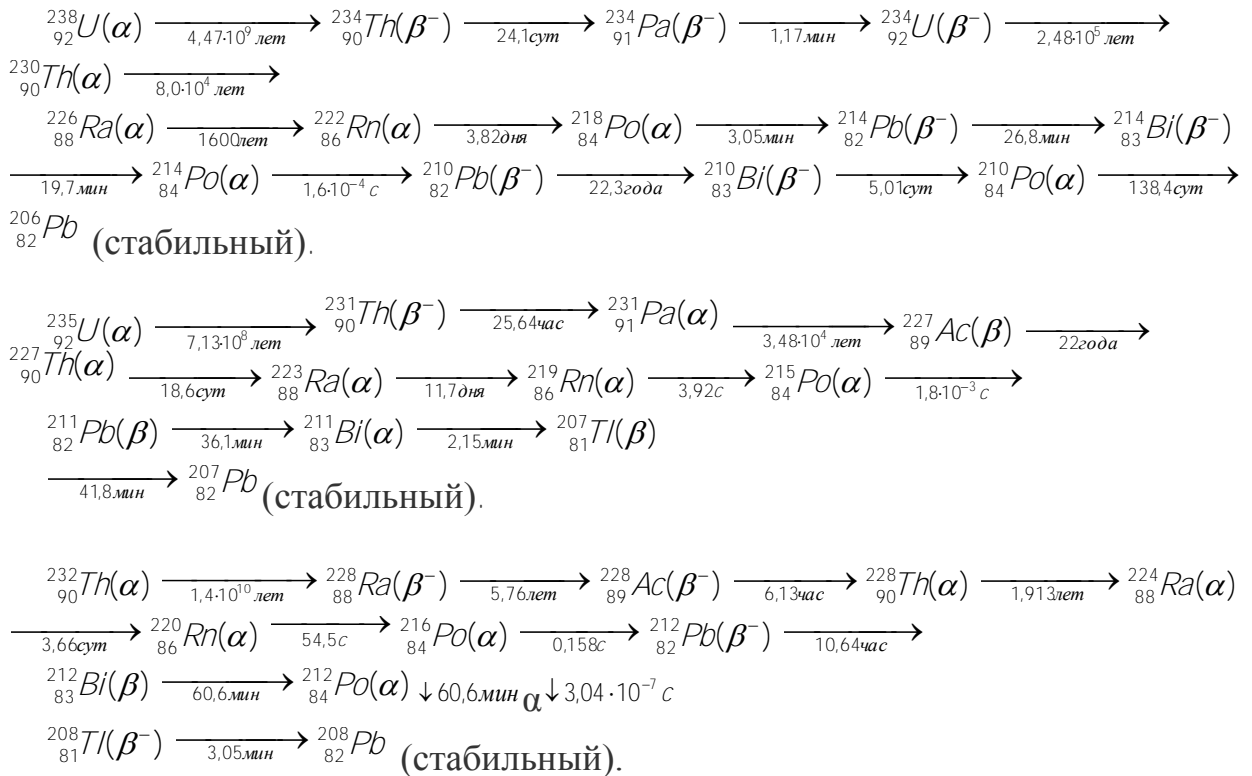 ²³⁸₉₂U(α) ⟶ 4,47·10⁹ лет ²³⁴₉₀Th(β⁻) ⟶ 24,1сут ²³⁴₉₁Pa(β⁻) ⟶ 1,17мин ²³⁴₉₂U(β⁻) ⟶ 2,48·10⁵ лет
²³⁰₉₀Th(α) ⟶ 8,0·10⁴ лет
²²⁶₈₈Ra(α) ⟶ 1600лет ²²²₈₆Rn(α) ⟶ 3,82дня ²¹⁸₈₄Po(α) ⟶ 3,05мин ²¹⁴₈₂Pb(β⁻) ⟶ 26,8мин ²¹⁴₈₃Bi(β⁻)
⟶ 19,7мин ²¹⁴₈₄Po(α) ⟶ 1,6·10⁻⁴ с ²¹⁰₈₂Pb(β⁻) ⟶ 22,3года ²¹⁰₈₃Bi(β⁻) ⟶ 5,01сут ²¹⁰₈₄Po(α) ⟶ 138,4сут
²⁰⁶₈₂Pb (стабильный).
²³⁵₉₂U(α) ⟶ 7,13·10⁸ лет ²³¹₉₀Th(β⁻) ⟶ 25,64час ²³¹₉₁Pa(α) ⟶ 3,48·10⁴ лет ²²⁷₈₉Ac(β) ⟶ 22года
²²⁷₉₀Th(α) ⟶ 18,6сут ²²³₈₈Ra(α) ⟶ 11,7дня ²¹⁹₈₆Rn(α) ⟶ 3,92с ²¹⁵₈₄Po(α) ⟶ 1,8·10⁻³ с
²¹¹₈₂Pb(β) ⟶ 36,1мин ²¹¹₈₃Bi(α) ⟶ 2,15мин ²⁰⁷₈₁Tl(β)
⟶ 41,8мин ²⁰⁷₈₂Pb (стабильный).
²³²₉₀Th(α) ⟶ 1,4·10¹⁰ лет ²²⁸₈₈Ra(β⁻) ⟶ 5,76лет ²²⁸₈₉Ac(β⁻) ⟶ 6,13час ²²⁸₉₀Th(α) ⟶ 1,913лет ²²⁴₈₈Ra(α)
⟶ 3,66сут ²²⁰₈₆Rn(α) ⟶ 54,5с ²¹⁶₈₄Po(α) ⟶ 0,158с ²¹²₈₂Pb(β⁻) ⟶ 10,64час
²¹²₈₃Bi(β) ⟶ 60,6мин ²¹²₈₄Po(α) ↓60,6мин α ↓3,04·10⁻⁷ с
²⁰⁸₈₁Tl(β⁻) ⟶ 3,05мин ²⁰⁸₈₂Pb (стабильный).